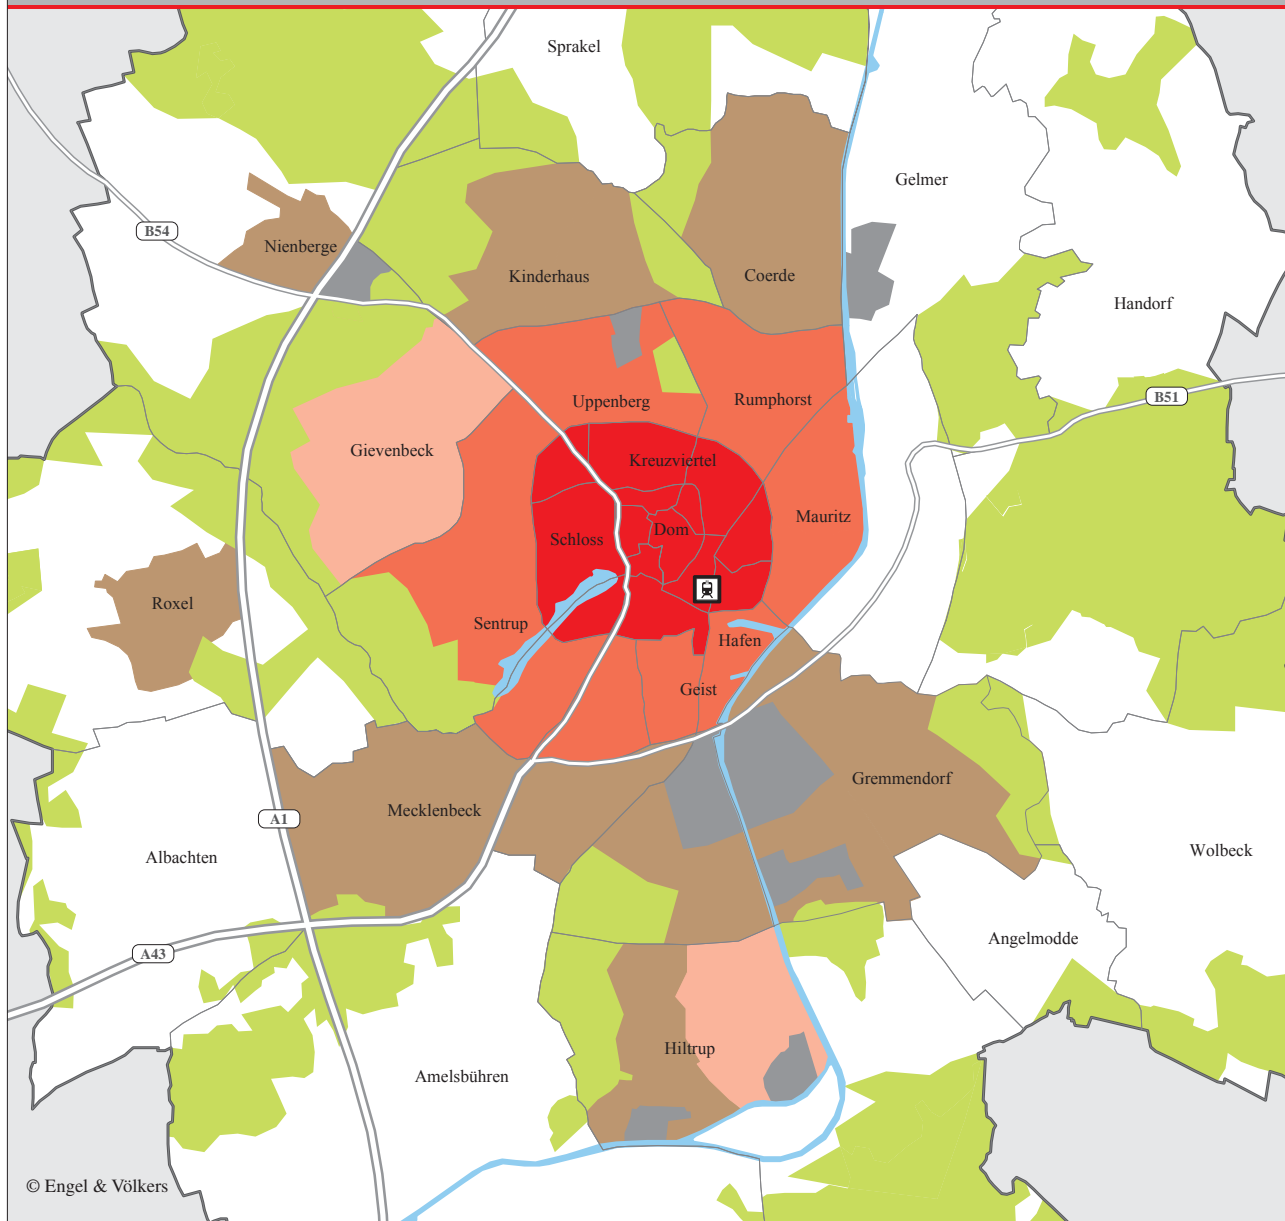 Sprakel
Gelmer
B54
Nienberge
Kinderhaus
Coerde
Handorf
B51
Uppenberg
Rumphorst
Gievenbeck
Kreuzviertel
Mauritz
Dom
Schloss
Roxel
Sentrup
Hafen
Geist
Gremmendorf
Mecklenbeck
A1
Albachten
Wolbeck
Angelmodde
A43
Hiltrup
Amelsbühren
© Engel & Völkers